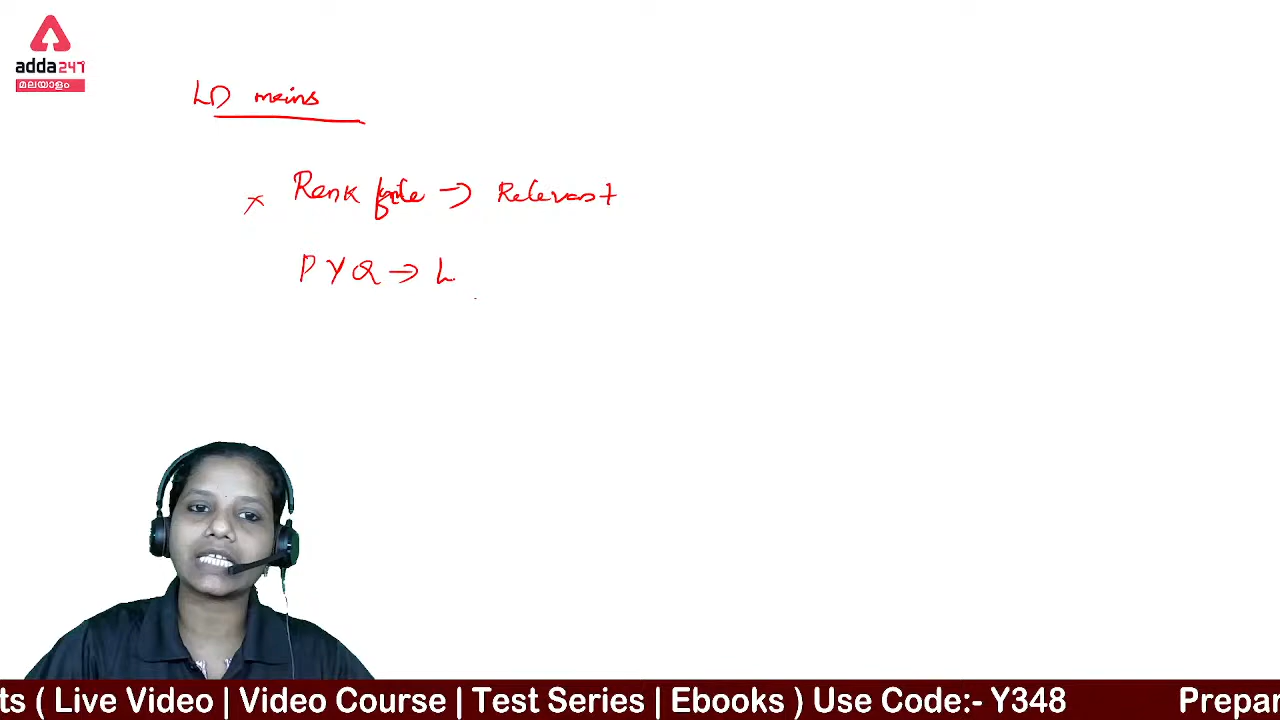 adda247
മലയാളം
LD mains
x Rank file → Relevant
PYQ → L
ts ( Live Video | Video Course | Test Series | Ebooks ) Use Code:- Y348 Prepar